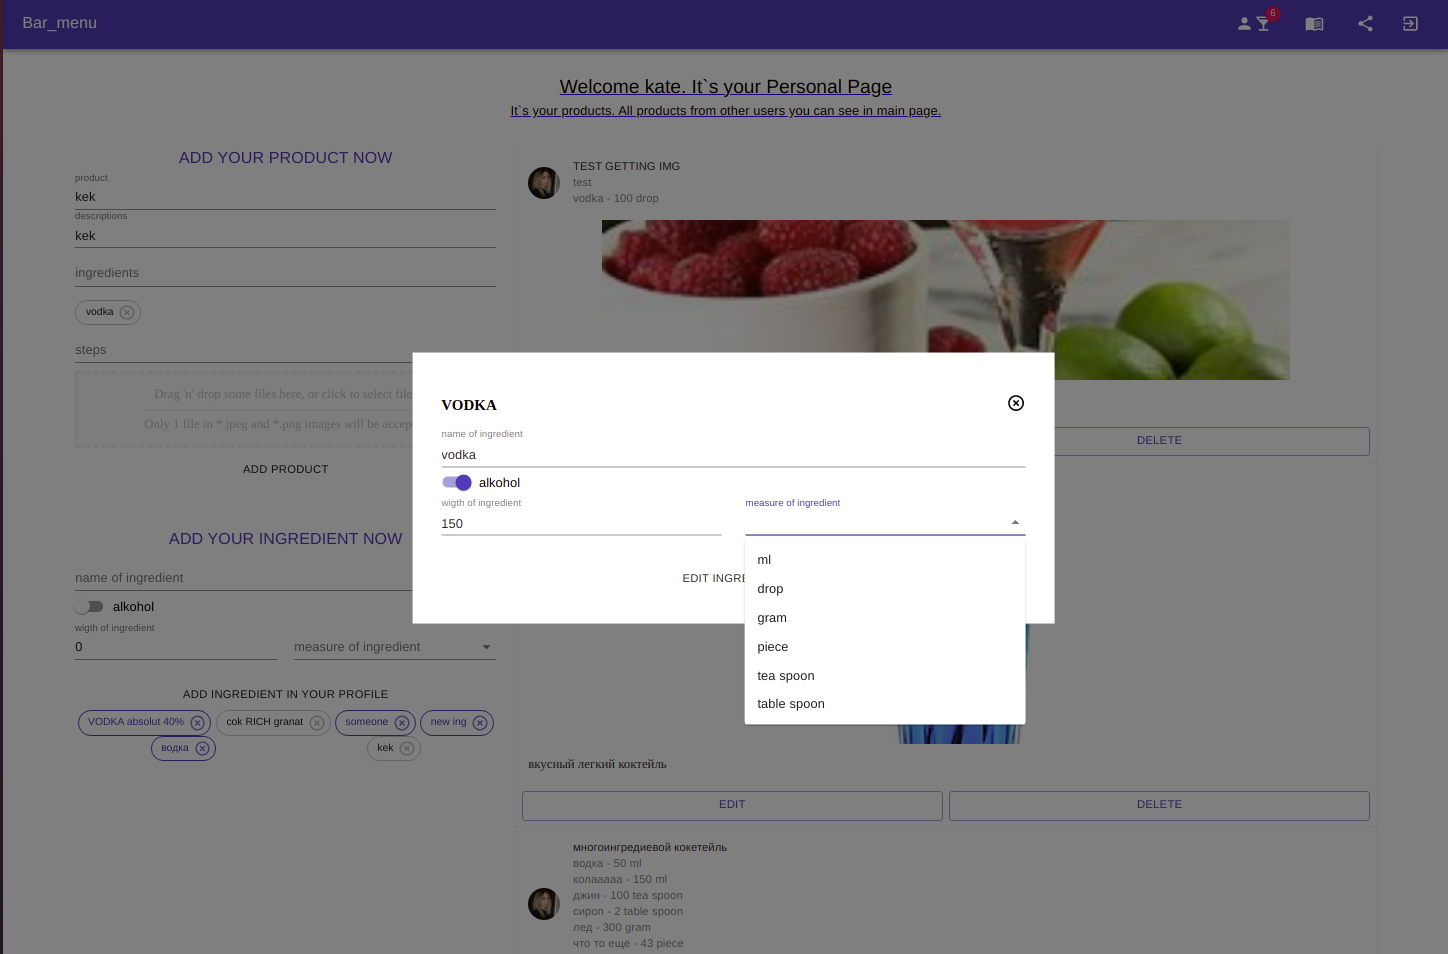 Bar_menu
6
Welcome kate. It`s your Personal Page
It`s your products. All products from other users you can see in main page.
ADD YOUR PRODUCT NOW
product
kek
descriptions
kek
ingredients
vodka
steps
Drag 'n' drop some files here, or click to select file
Only 1 file in *.jpeg and *.png images will be accep
ADD PRODUCT
ADD YOUR INGREDIENT NOW
name of ingredient
alkohol
wigth of ingredient
0
measure of ingredient
ADD INGREDIENT IN YOUR PROFILE
VODKA absolut 40%
cok RICH granat
someone
new ing
водка
kek
TEST GETTING IMG
test
vodka - 100 drop
DELETE
VODKA
name of ingredient
vodka
alkohol
wigth of ingredient
150
measure of ingredient
EDIT INGRE
ml
drop
gram
piece
tea spoon
table spoon
вкусный легкий коктейль
EDIT
DELETE
многоингредиевой кокетейль
водка - 50 ml
колааааа - 150 ml
джин - 100 tea spoon
сироп - 2 table spoon
лед - 300 gram
что то еще - 43 piece